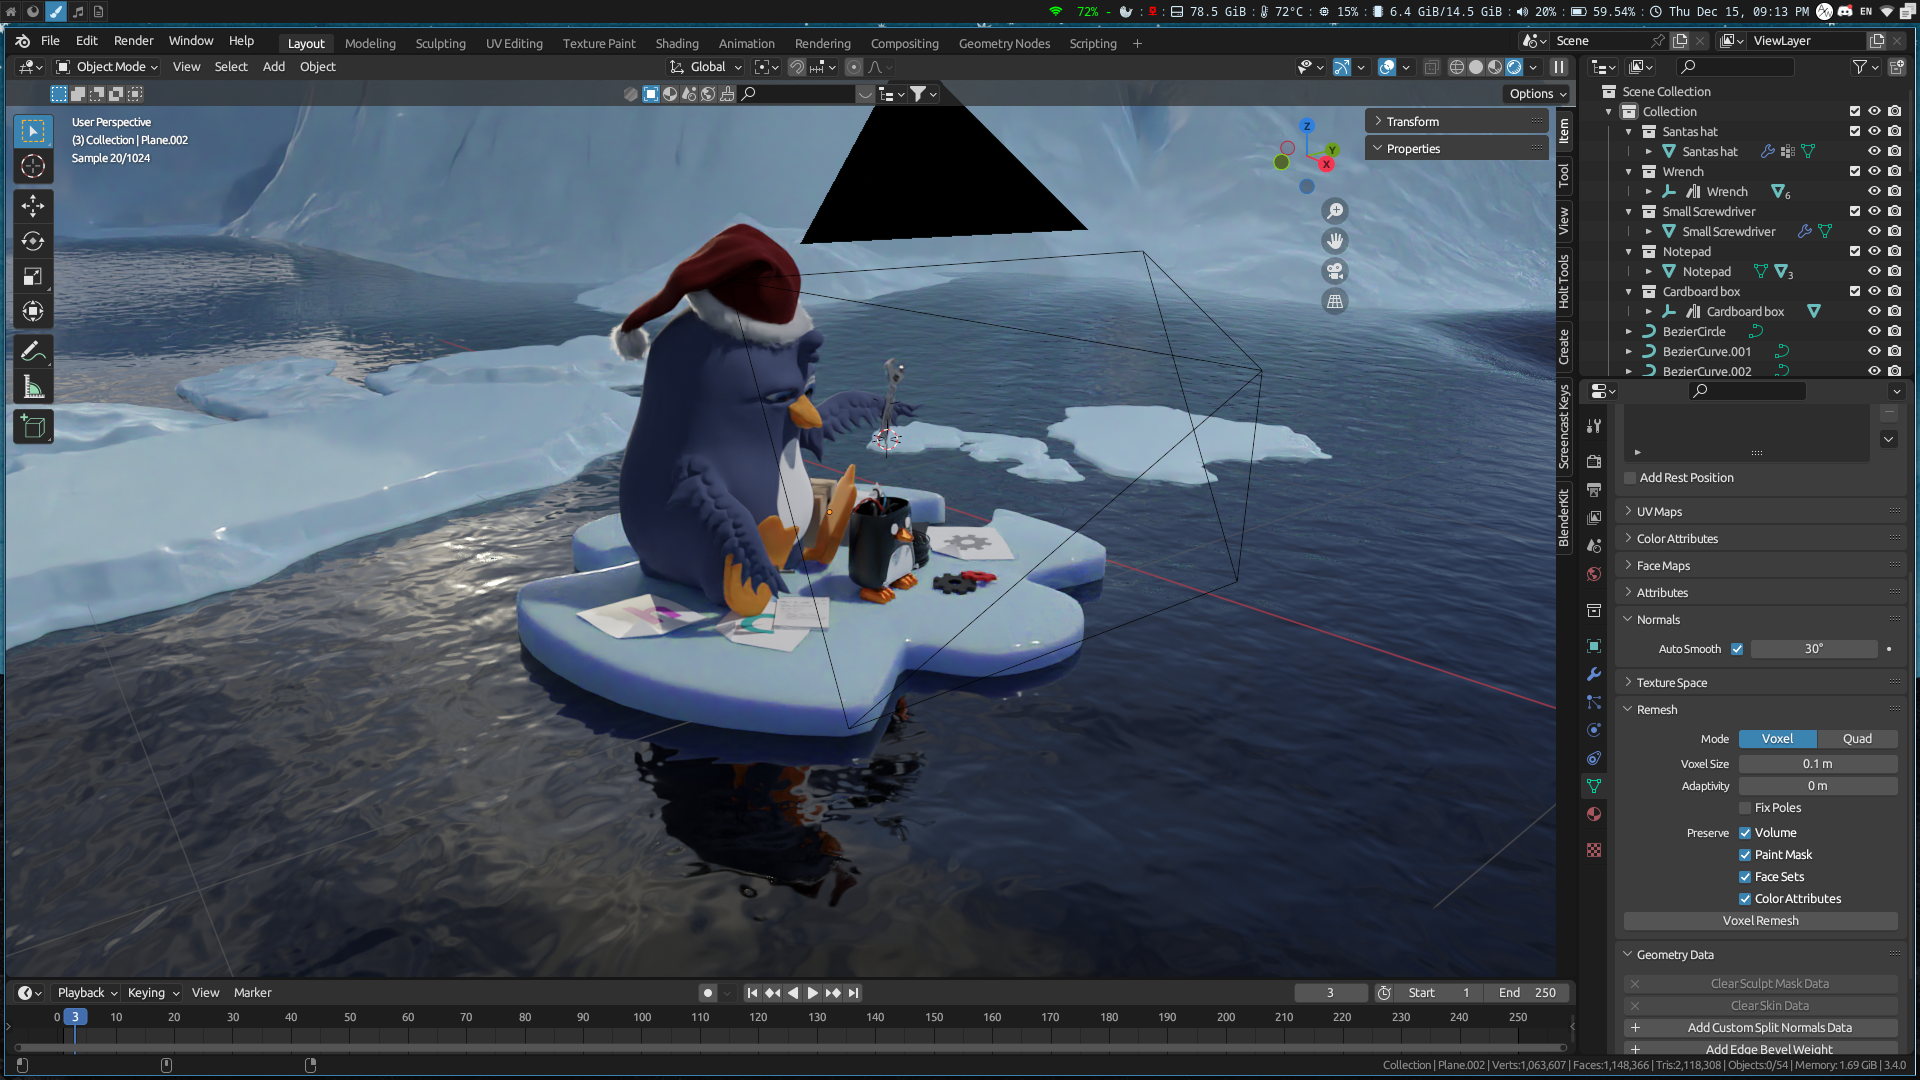 72% - 78.5 GiB 72°C 15% 6.4 GiB/14.5 GiB 20% 59.54% Thu Dec 15, 09:13 PM EN
File Edit Render Window Help Layout Modeling Sculpting UV Editing Texture Paint Shading Animation Rendering Compositing Geometry Nodes Scripting + Scene ViewLayer
Object Mode View Select Add Object Global
Options
User Perspective
(3) Collection | Plane.002
Sample 20/1024
Z
Y
X
Transform
Properties
Item
Tool
View
Holt Tools
Create
Screencast Keys
BlenderKit
Scene Collection
Collection
Santas hat
Santas hat
Wrench
Wrench 6
Small Screwdriver
Small Screwdriver
Notepad
Notepad 3
Cardboard box
Cardboard box
BezierCircle
BezierCurve.001
BezierCurve.002
Add Rest Position
UV Maps
Color Attributes
Face Maps
Attributes
Normals
Auto Smooth 30°
Texture Space
Remesh
Mode Voxel Quad
Voxel Size 0.1 m
Adaptivity 0 m
Fix Poles
Preserve Volume
Paint Mask
Face Sets
Color Attributes
Voxel Remesh
Geometry Data
Clear Sculpt Mask Data
Clear Skin Data
Add Custom Split Normals Data
Add Edge Bevel Weight
Playback Keying View Marker 3 Start 1 End 250
0 3 10 20 30 40 50 60 70 80 90 100 110 120 130 140 150 160 170 180 190 200 210 220 230 240 250
Collection | Plane.002 | Verts:1,063,607 | Faces:1,148,366 | Tris:2,118,308 | Objects:0/54 | Memory: 1.69 GiB | 3.4.0